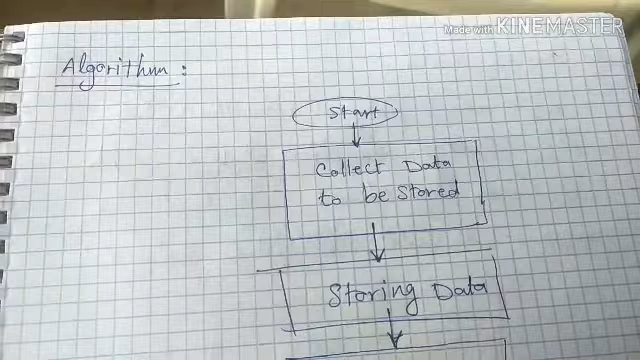 Made with KINEMASTER
Algorithm :
Start
Collect Data
to be Stored
Storing Data